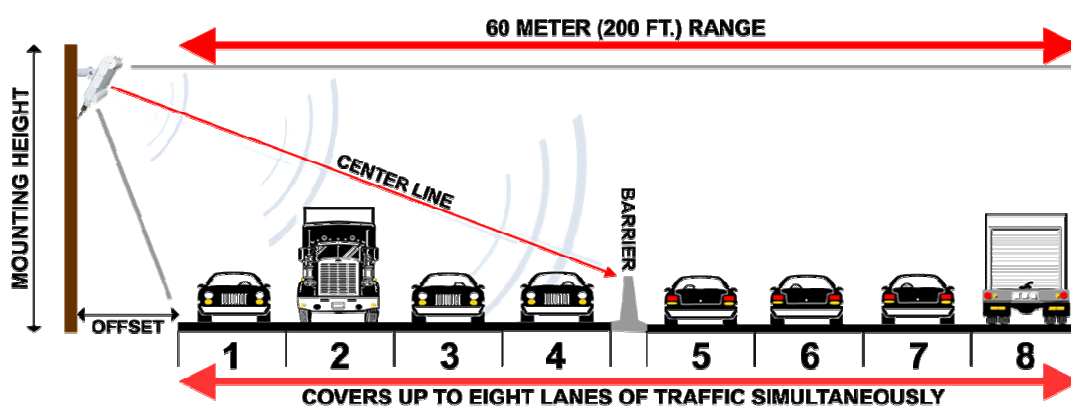 60 METER (200 FT.) RANGE
MOUNTING HEIGHT
CENTER LINE
BARRIER
OFFSET
1 2 3 4 5 6 7 8
COVERS UP TO EIGHT LANES OF TRAFFIC SIMULTANEOUSLY